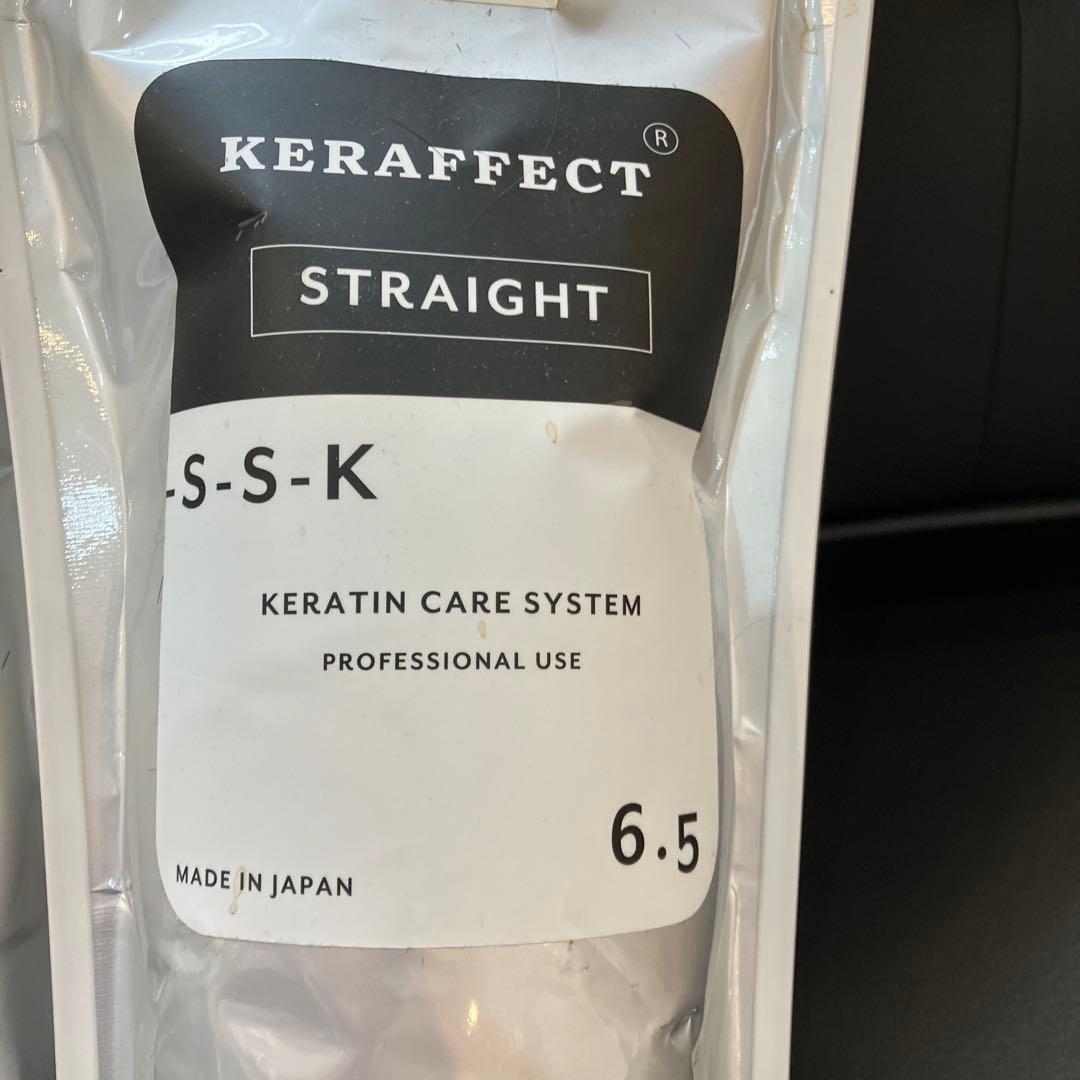 KERAFFECT®
STRAIGHT
-S-S-K
KERATIN CARE SYSTEM
PROFESSIONAL USE
6.5
MADE IN JAPAN